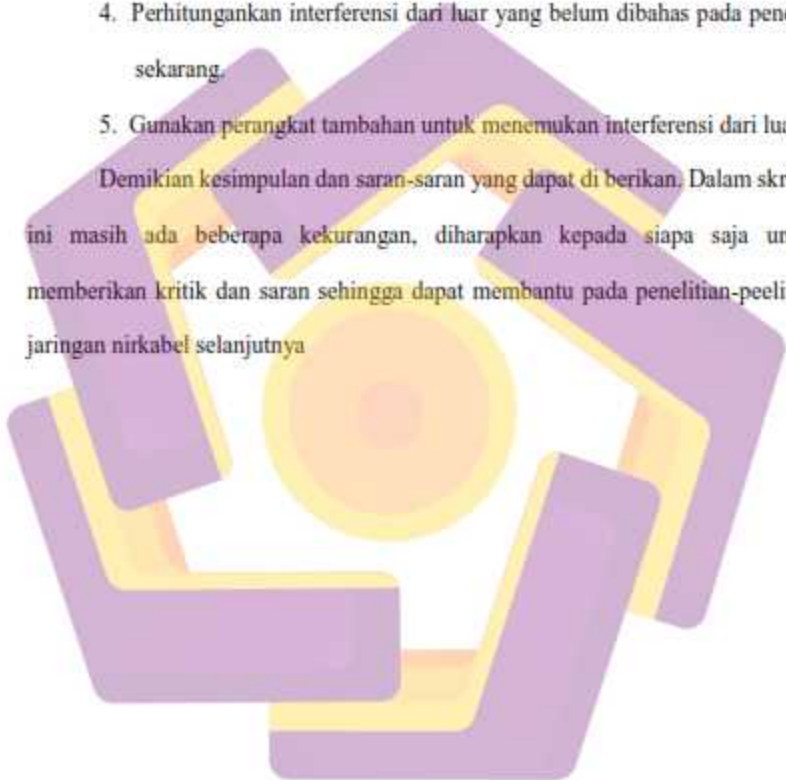 4. Perhitungankan interferensi dari luar yang belum dibahas pada pene
sekarang.
5. Gunakan perangkat tambahan untuk menemukan interferensi dari lua
Demikian kesimpulan dan saran-saran yang dapat di berikan. Dalam skr
ini masih ada beberapa kekurangan, diharapkan kepada siapa saja un
memberikan kritik dan saran sehingga dapat membantu pada penelitian-peelit
jaringan nirkabel selanjutnya